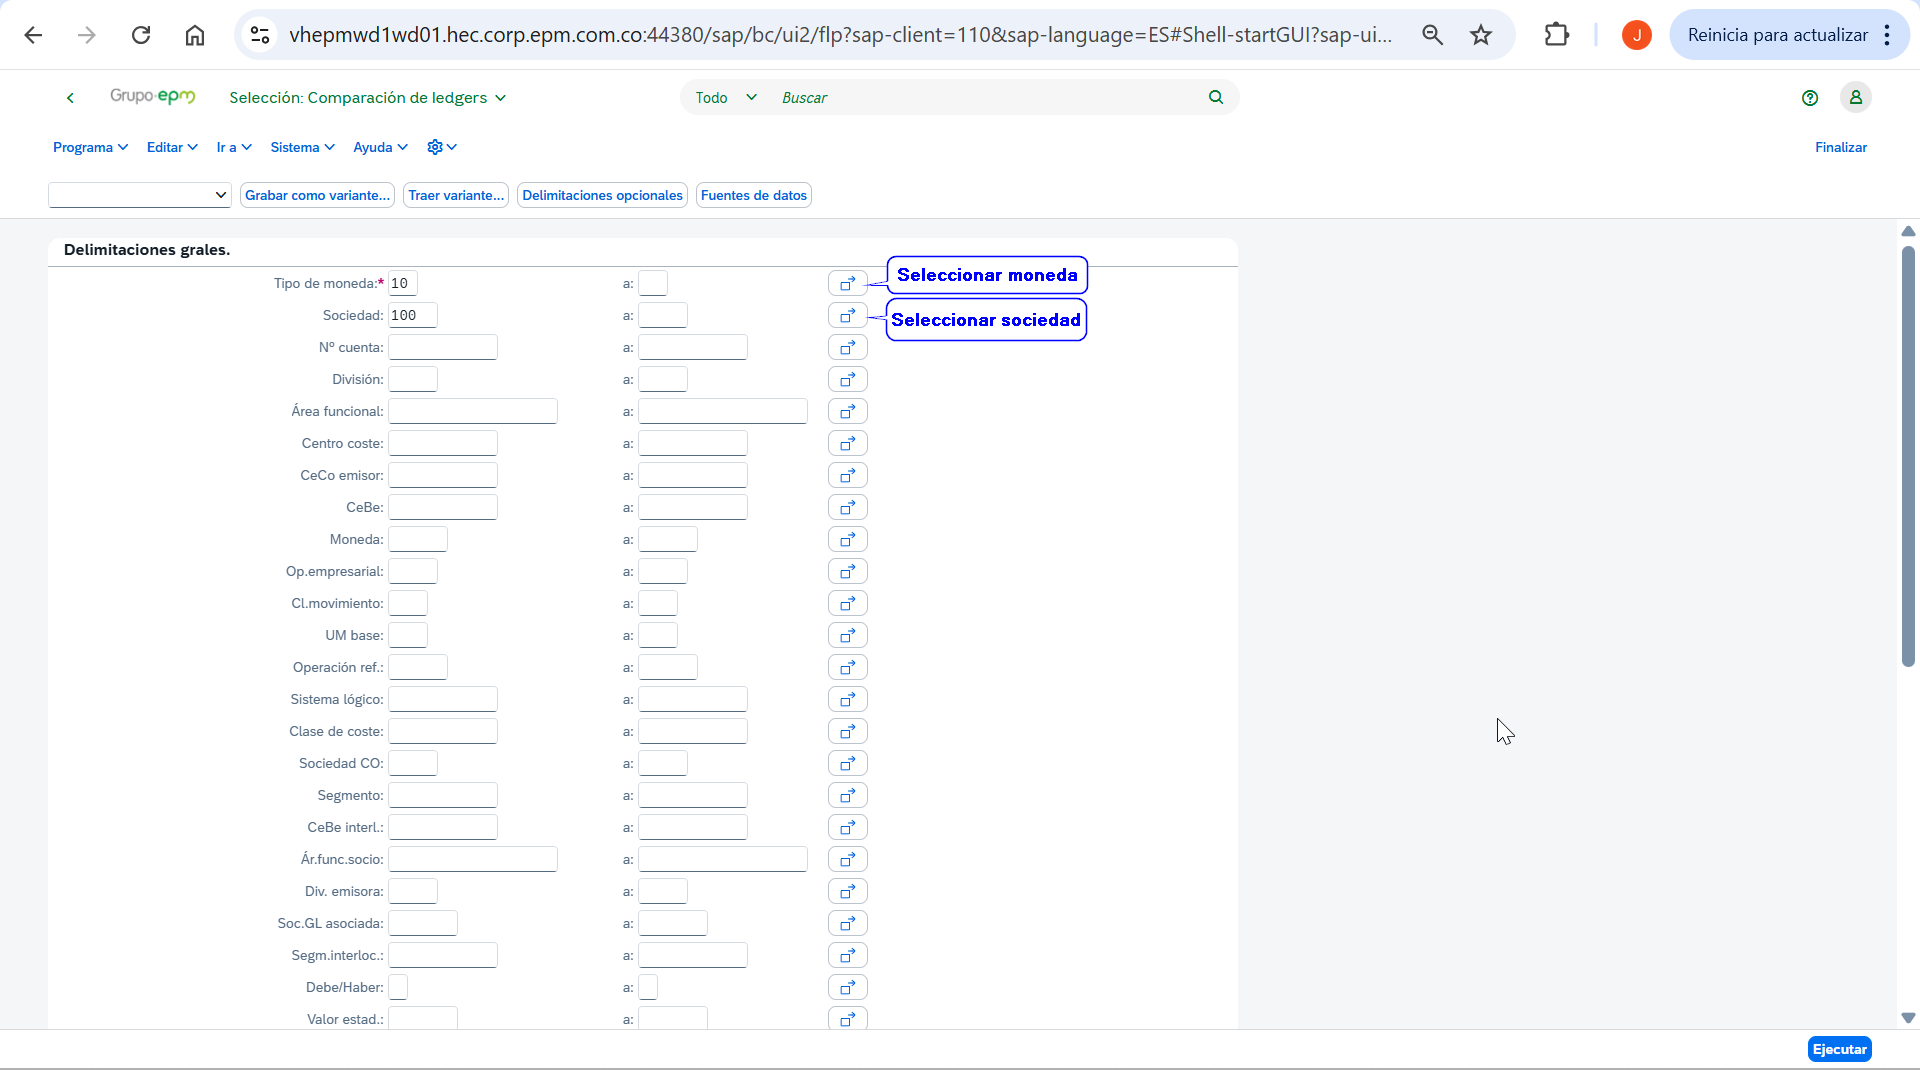 vhepmwd1wd01.hec.corp.epm.com.co:44380/sap/bc/ui2/flp?sap-client=110&sap-language=ES#Shell-startGUI?sap-ui...
J
Reinicia para actualizar
Grupo·epm
Selección: Comparación de ledgers
Todo
Buscar
Programa
Editar
Ir a
Sistema
Ayuda
Finalizar
Grabar como variante...
Traer variante...
Delimitaciones opcionales
Fuentes de datos
Delimitaciones grales.
Tipo de moneda:* 10 a:
Seleccionar moneda
Sociedad: 100 a:
Seleccionar sociedad
Nº cuenta: a:
División: a:
Área funcional: a:
Centro coste: a:
CeCo emisor: a:
CeBe: a:
Moneda: a:
Op.empresarial: a:
Cl.movimiento: a:
UM base: a:
Operación ref.: a:
Sistema lógico: a:
Clase de coste: a:
Sociedad CO: a:
Segmento: a:
CeBe interl.: a:
Ár.func.socio: a:
Div. emisora: a:
Soc.GL asociada: a:
Segm.interloc.: a:
Debe/Haber: a:
Valor estad.: a:
Ejecutar